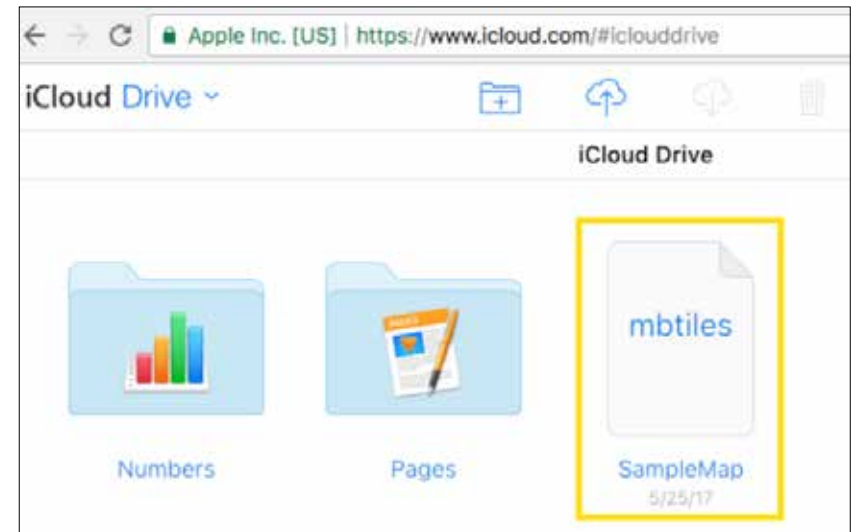 Apple Inc. [US] | https://www.icloud.com/#iclouddrive
iCloud Drive
iCloud Drive
mbtiles
Numbers
Pages
SampleMap
5/25/17